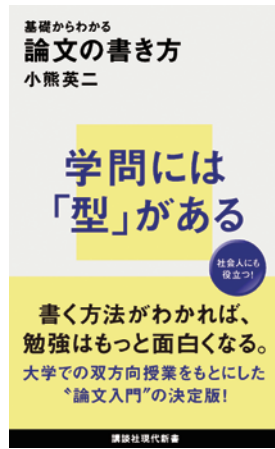 基礎からわかる
論文の書き方
小熊英二
学問には
「型」がある
社会人にも
役立つ!
書く方法がわかれば、
勉強はもっと面白くなる。
大学での双方向授業をもとにした
〝論文入門〟の決定版!
講談社現代新書